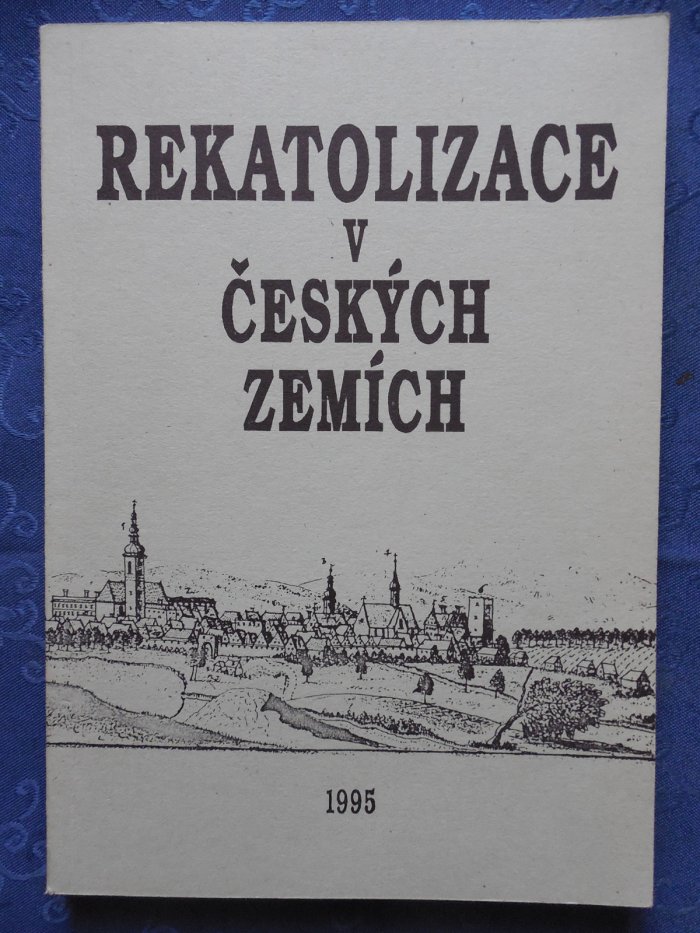 REKATOLIZACE
V
ČESKÝCH
ZEMÍCH
1995